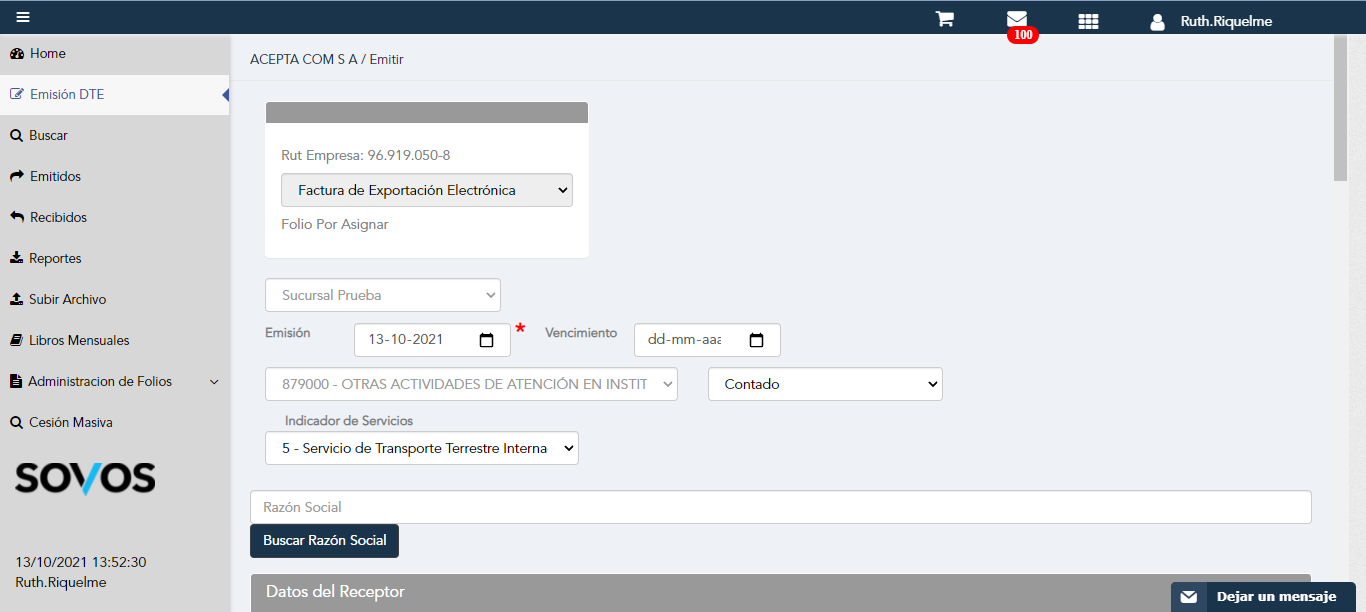 Ruth.Riquelme
100
Home
Emisión DTE
Buscar
Emitidos
Recibidos
Reportes
Subir Archivo
Libros Mensuales
Administracion de Folios
Cesión Masiva
SOVOS
13/10/2021 13:52:30
Ruth.Riquelme
ACEPTA COM S A / Emitir
Rut Empresa: 96.919.050-8
Factura de Exportación Electrónica
Folio Por Asignar
Sucursal Prueba
Emisión 13-10-2021 * Vencimiento dd-mm-aaa
879000 - OTRAS ACTIVIDADES DE ATENCIÓN EN INSTIT Contado
Indicador de Servicios
5 - Servicio de Transporte Terrestre Interna
Razón Social
Buscar Razón Social
Datos del Receptor
Dejar un mensaje